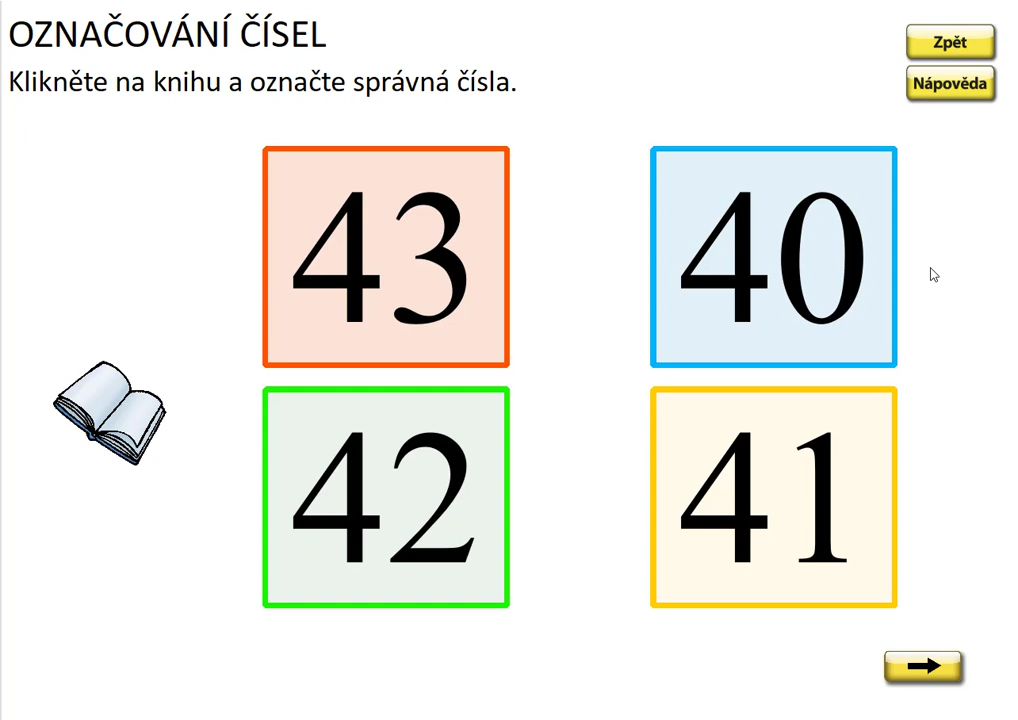 OZNAČOVÁNÍ ČÍSEL
Klikněte na knihu a označte správná čísla.
Zpět
Nápověda
43
40
42
41